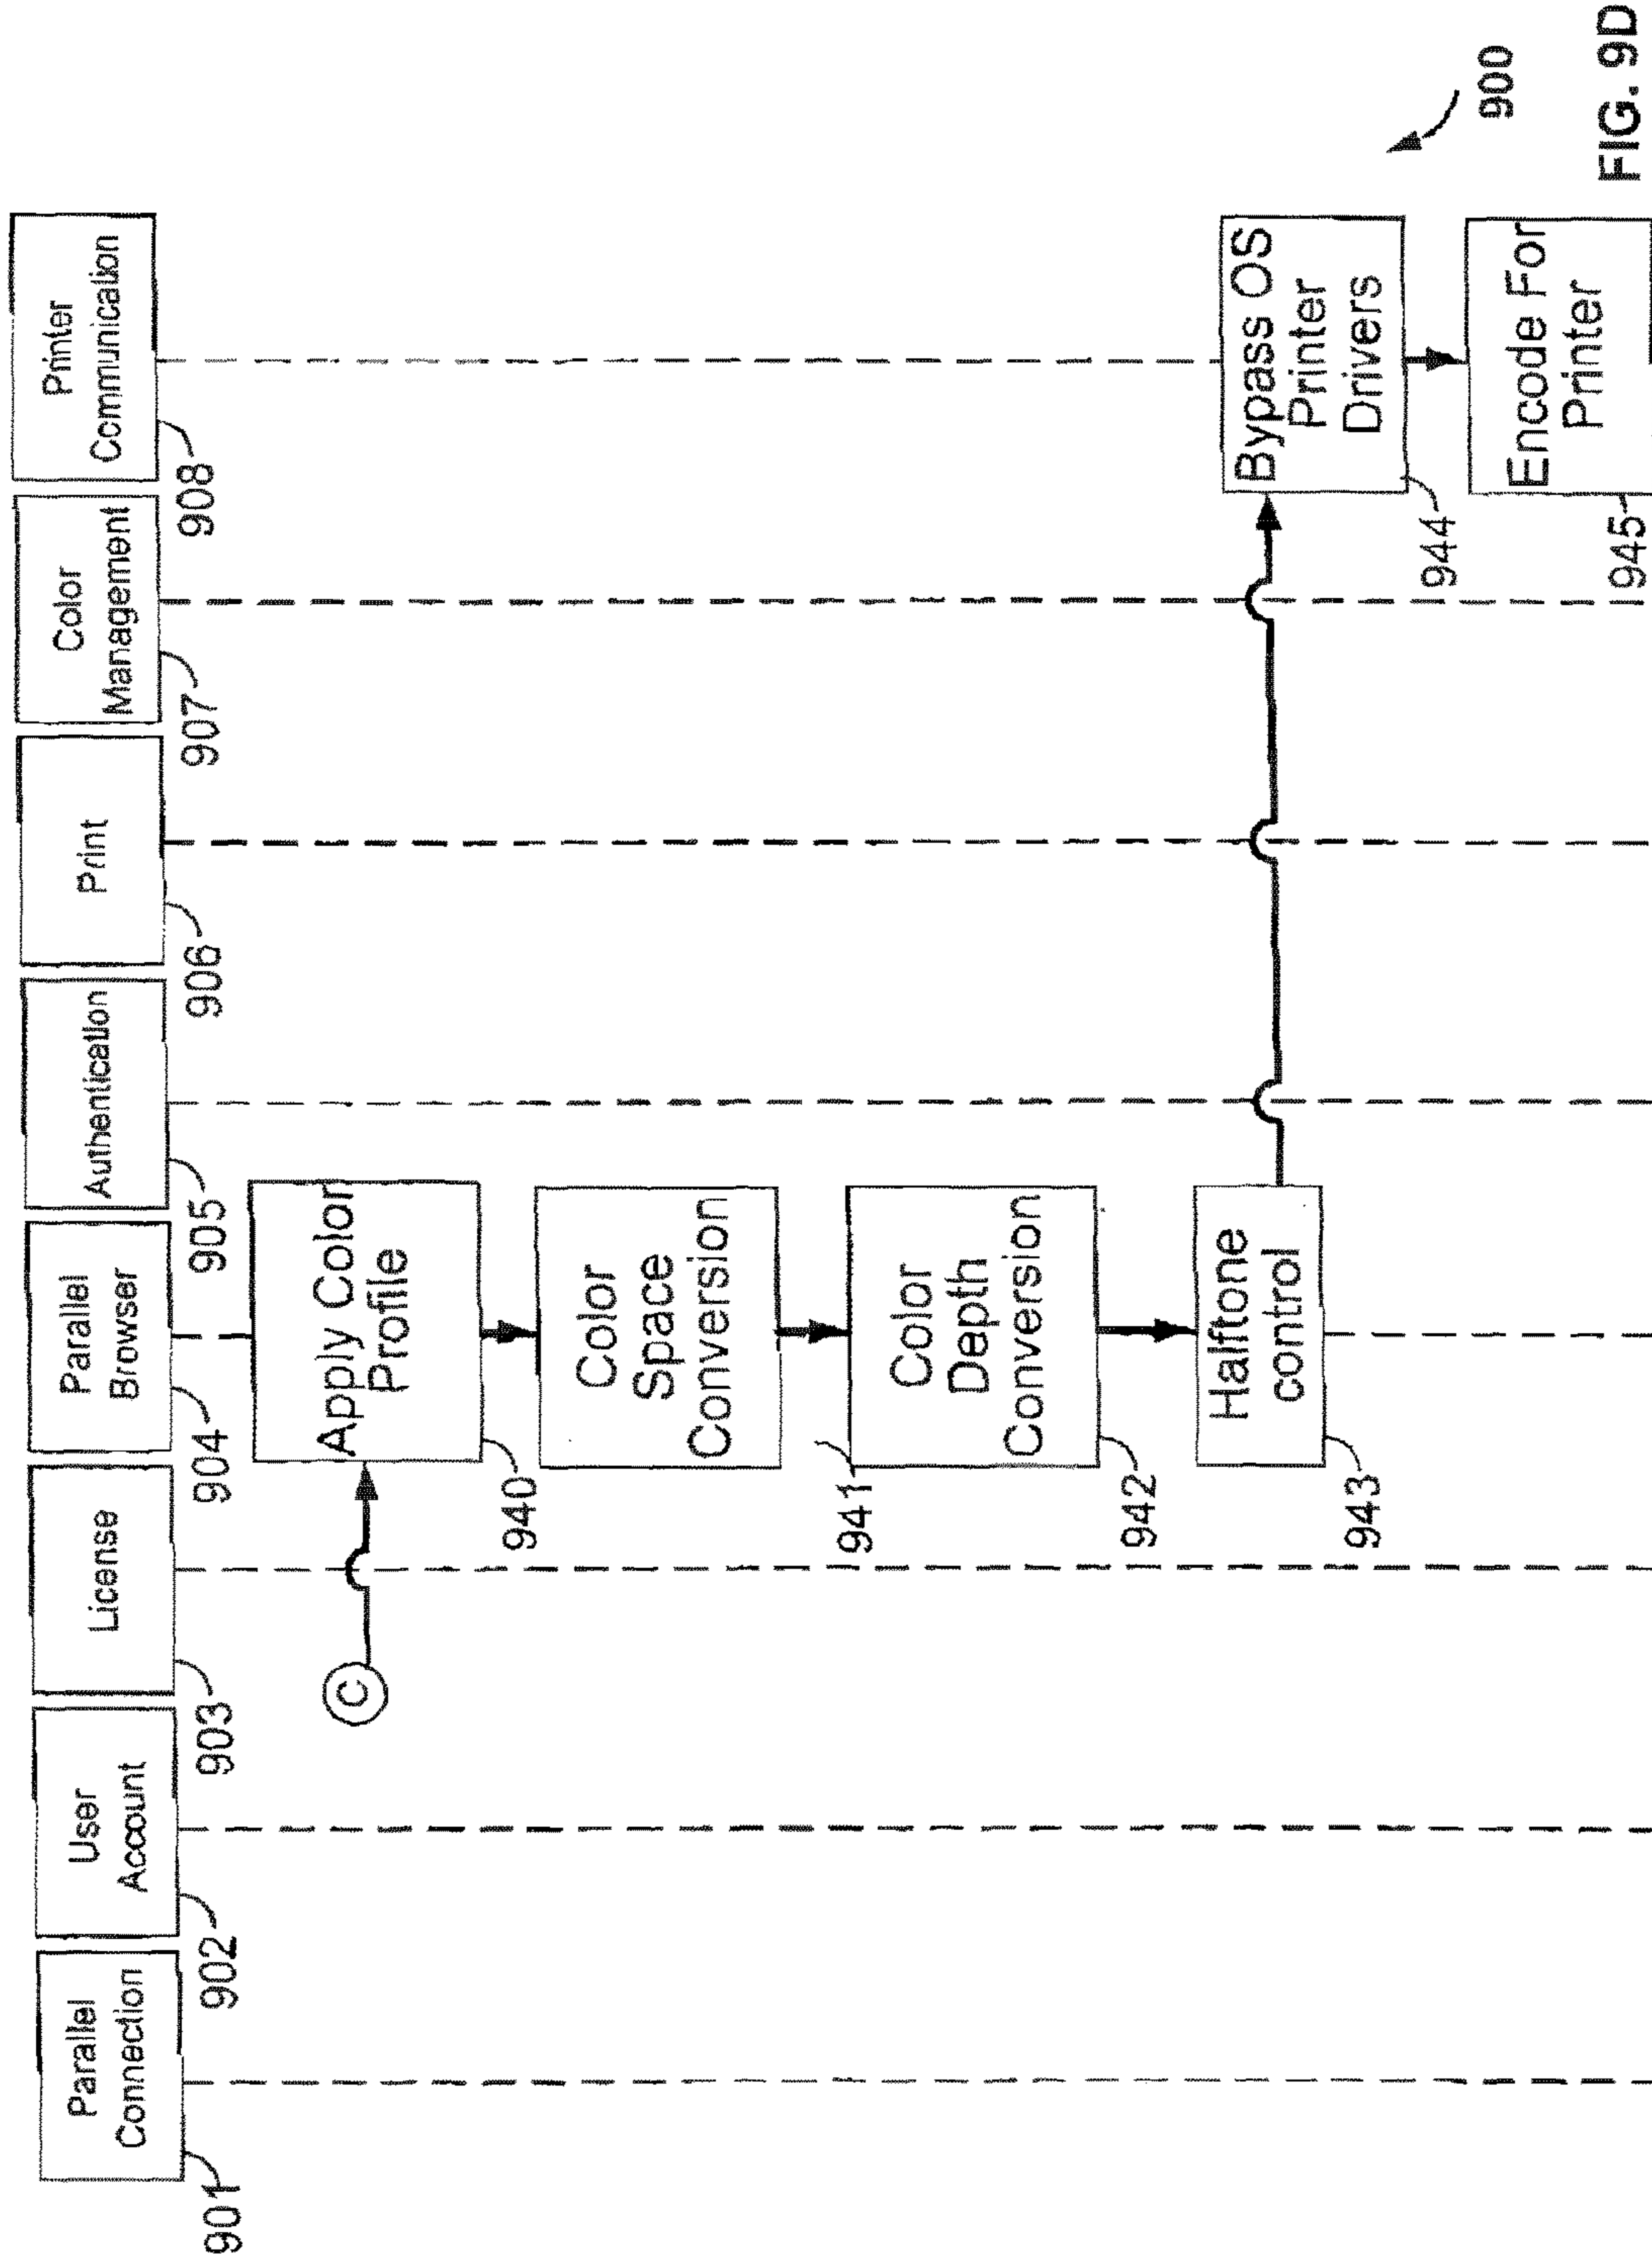 Parallel
Connection
901
User
Account
902
License
903
Parallel
Browser
904
Authentication
905
Print
906
Color
Management
907
Printer
Communication
908
C
Apply Color
Profile
940
Color
Space
Conversion
941
Color
Depth
Conversion
942
Halftone
control
943
Bypass OS
Printer
Drivers
944
Encode For
Printer
945
900
FIG. 9D